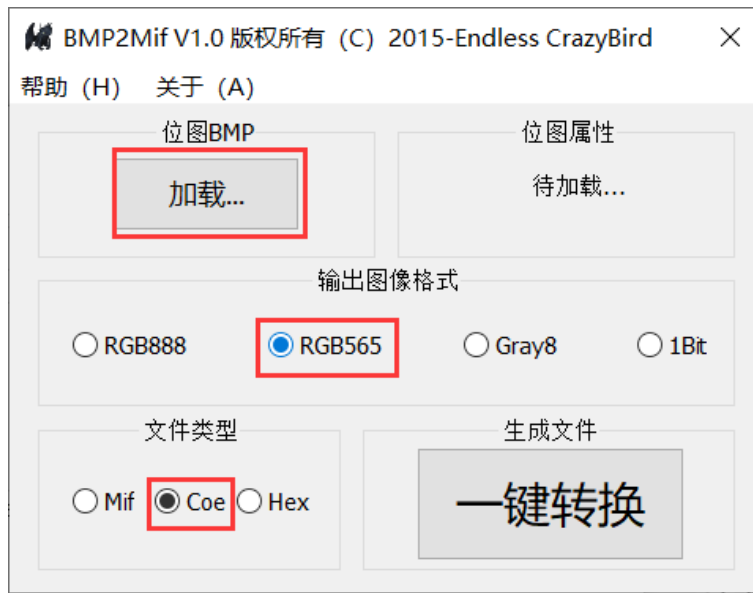 BMP2Mif V1.0 版权所有 (C) 2015-Endless CrazyBird
帮助 (H) 关于 (A)
位图BMP
加载...
位图属性
待加载...
输出图像格式
RGB888 RGB565 Gray8 1Bit
文件类型
Mif Coe Hex
生成文件
一键转换